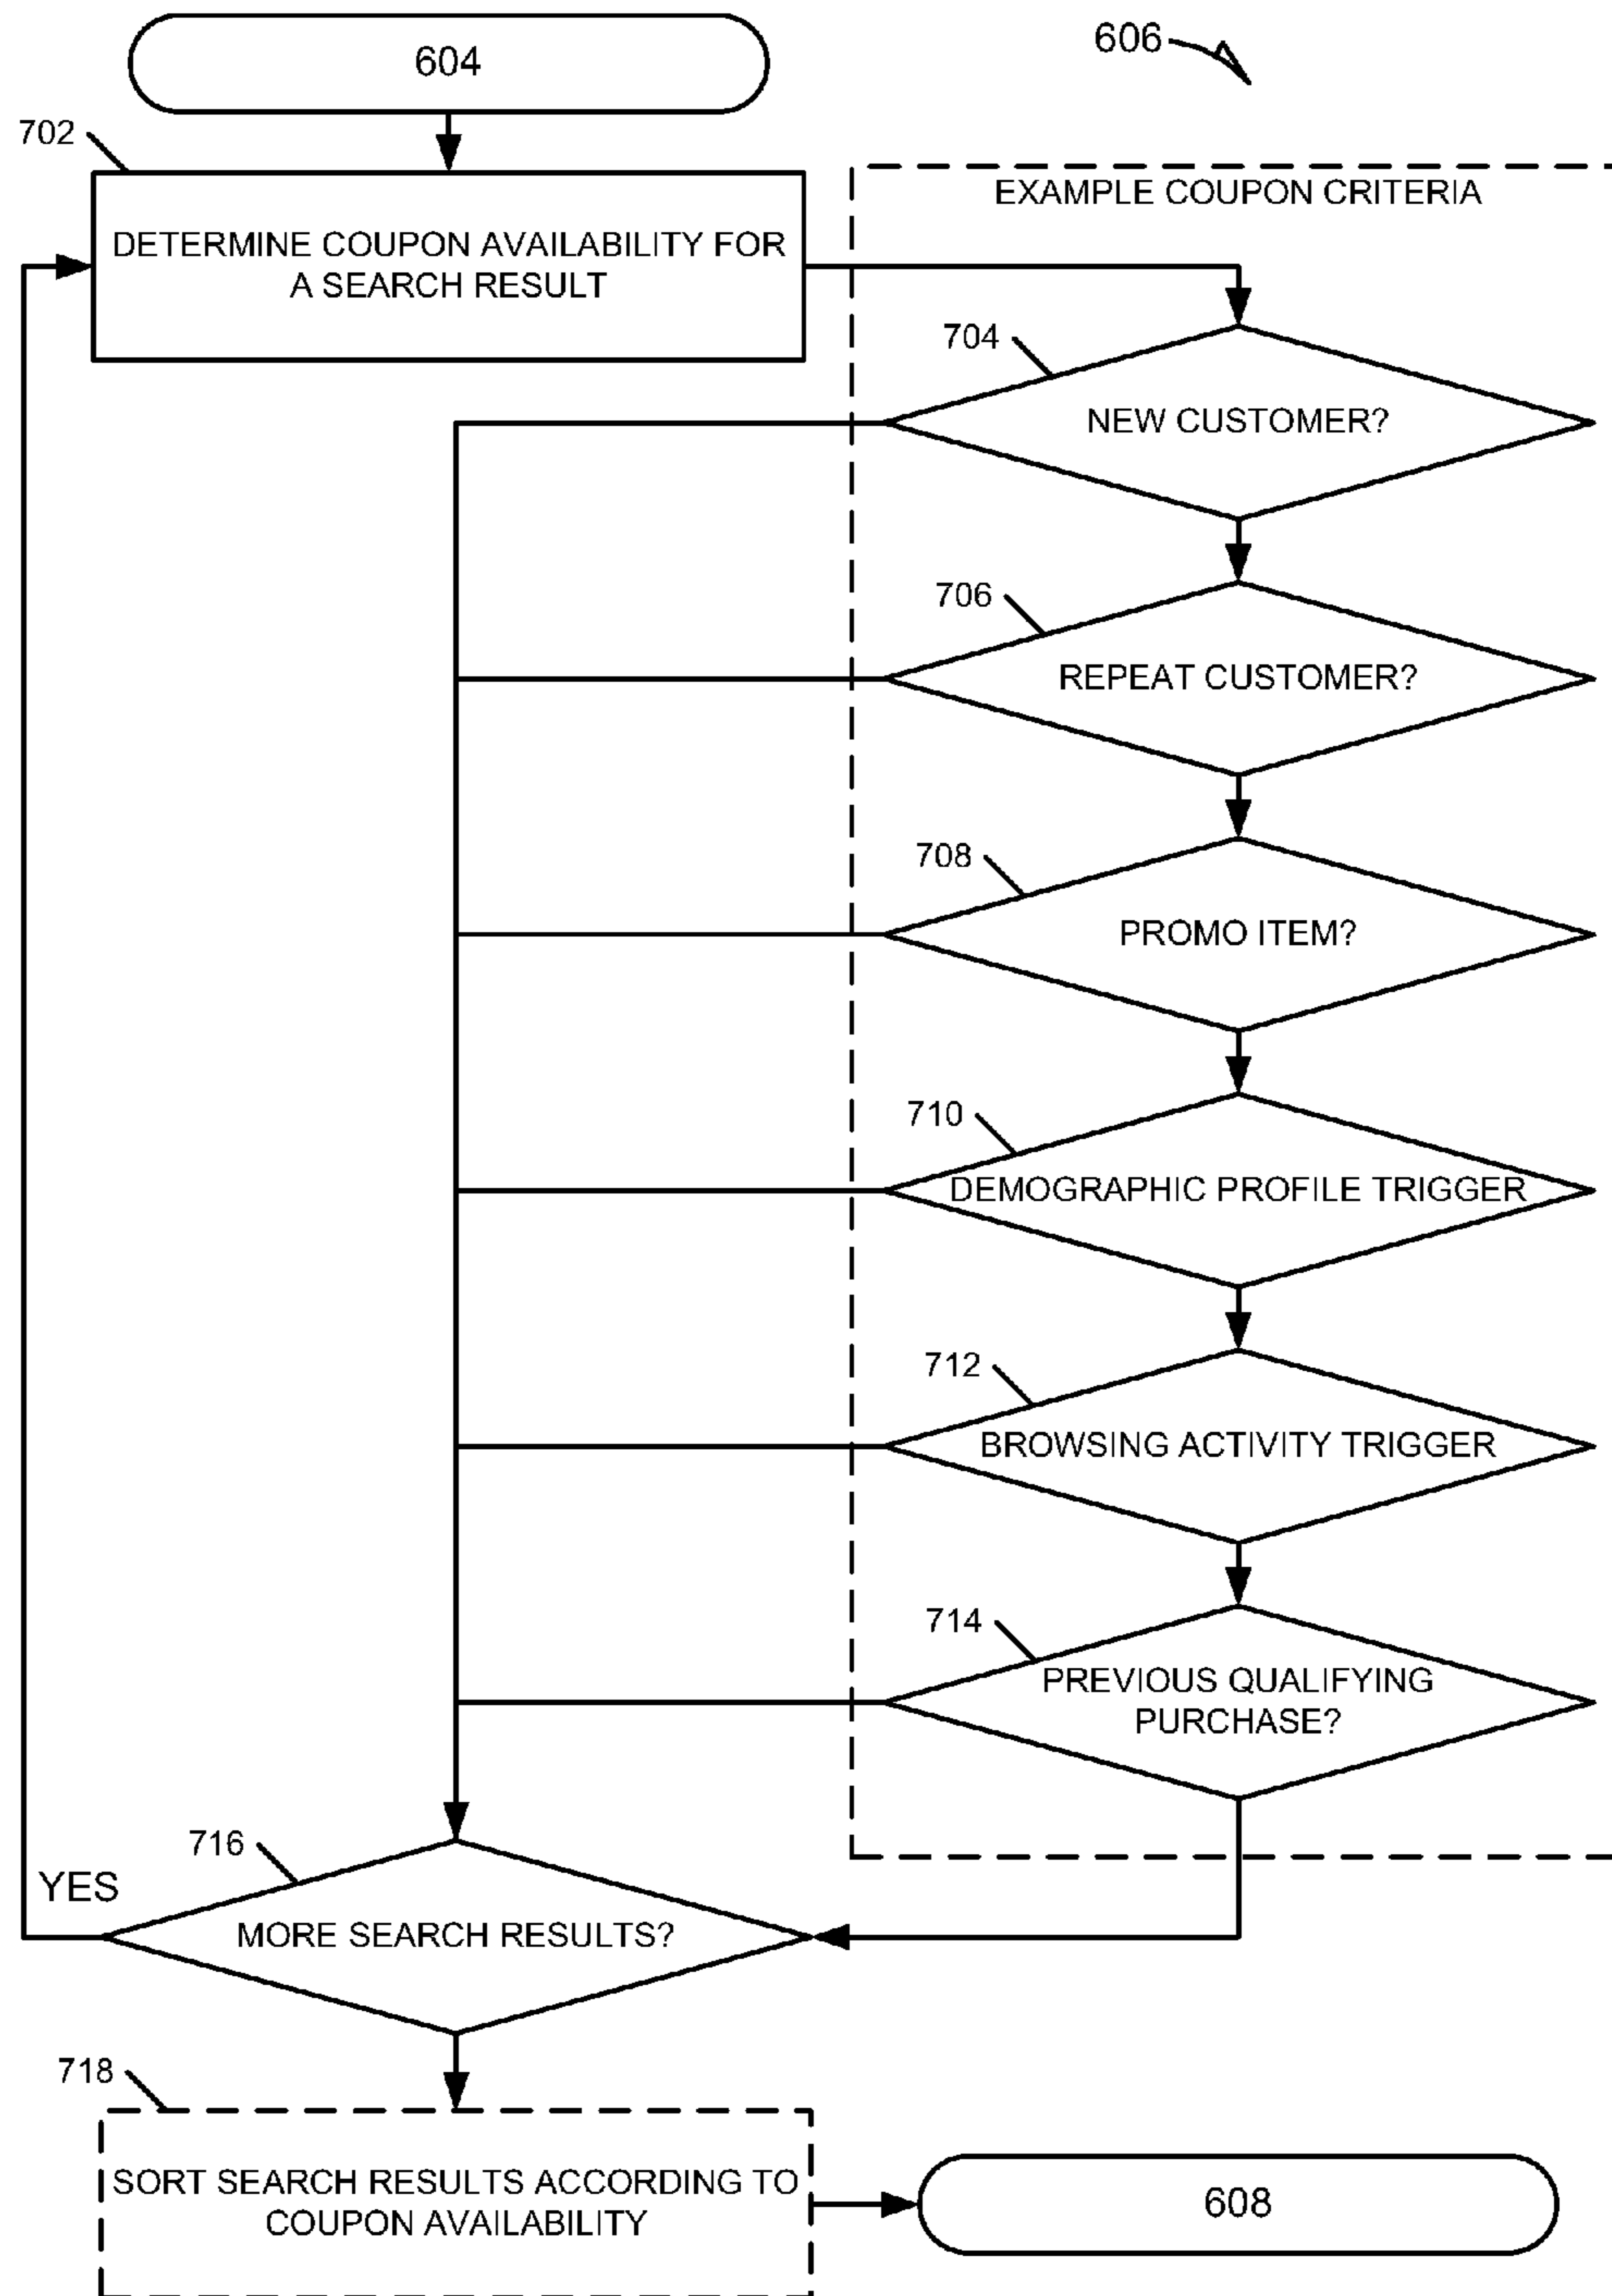 604
606
702
EXAMPLE COUPON CRITERIA
DETERMINE COUPON AVAILABILITY FOR
A SEARCH RESULT
704
NEW CUSTOMER?
706
REPEAT CUSTOMER?
708
PROMO ITEM?
710
DEMOGRAPHIC PROFILE TRIGGER
712
BROWSING ACTIVITY TRIGGER
714
PREVIOUS QUALIFYING
PURCHASE?
716
YES
MORE SEARCH RESULTS?
718
SORT SEARCH RESULTS ACCORDING TO
COUPON AVAILABILITY
608